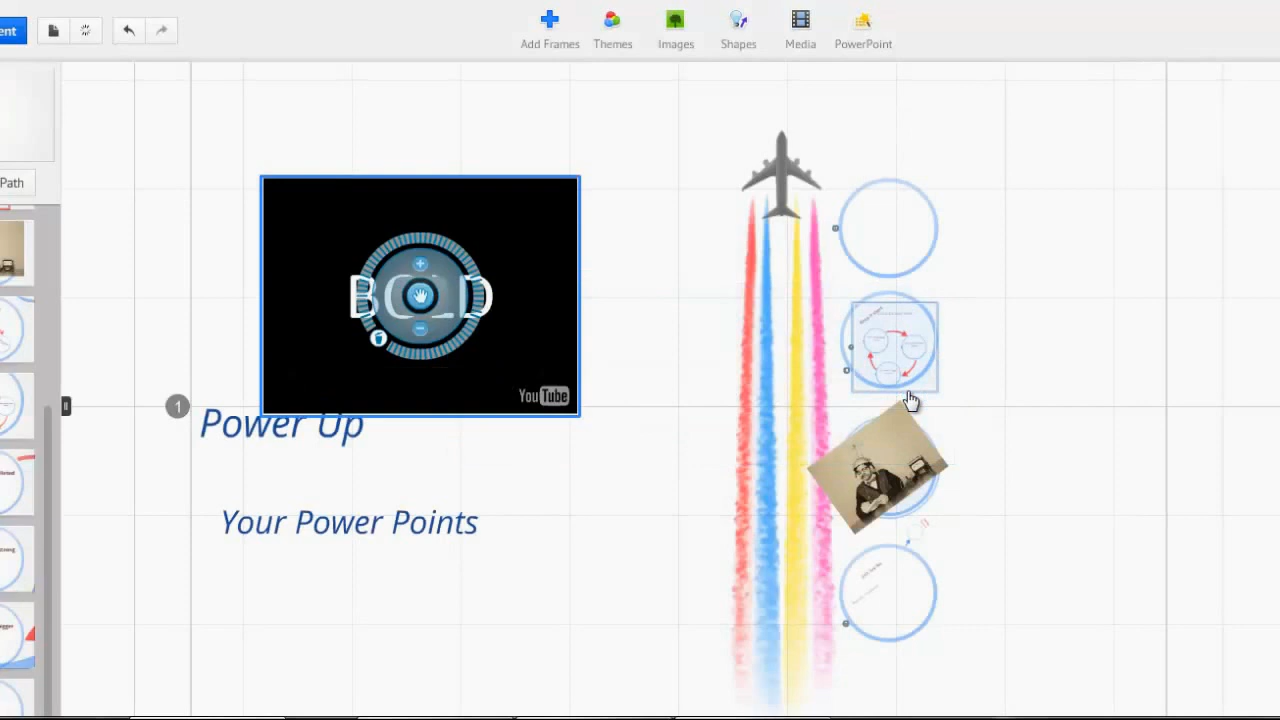 ent
Add Frames
Themes
Images
Shapes
Media
PowerPoint
Path
BOLD
YouTube
1
Power Up
Your Power Points